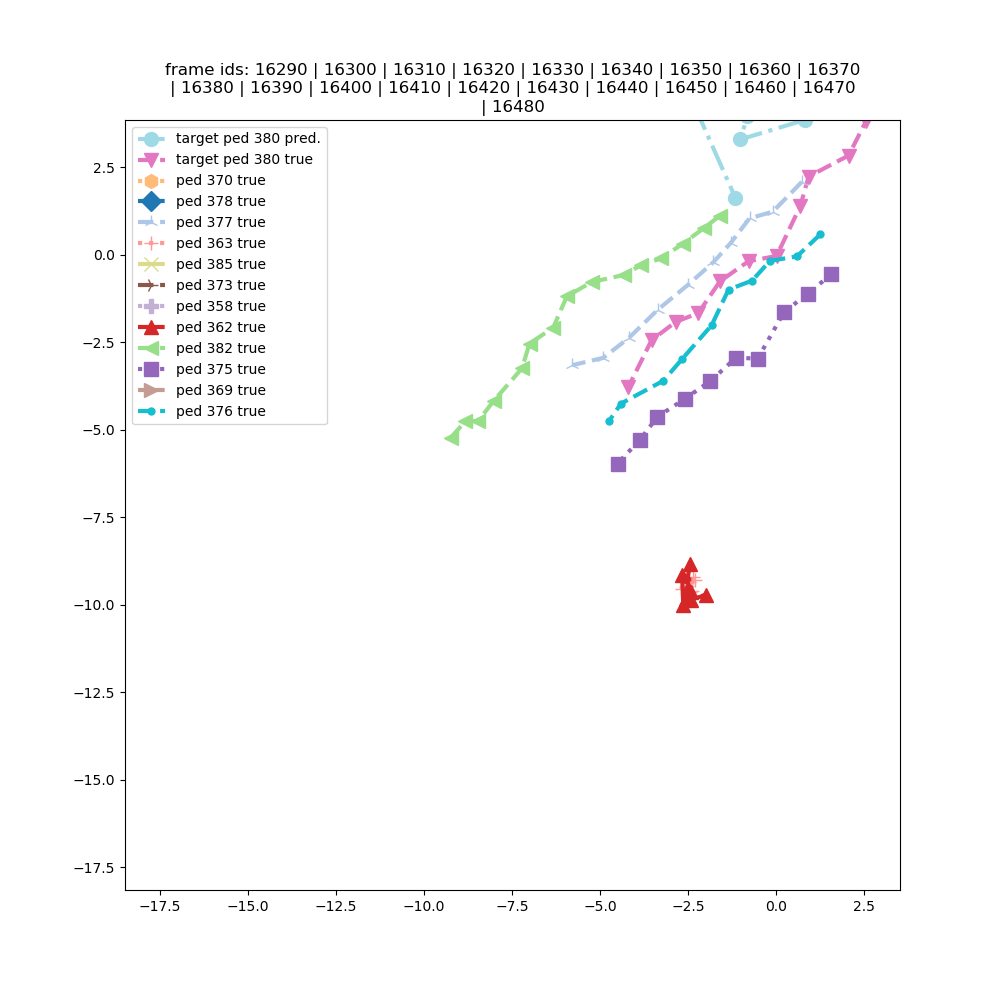 frame ids: 16290 | 16300 | 16310 | 16320 | 16330 | 16340 | 16350 | 16360 | 16370
| 16380 | 16390 | 16400 | 16410 | 16420 | 16430 | 16440 | 16450 | 16460 | 16470
| 16480
target ped 380 pred.
target ped 380 true
ped 370 true
ped 378 true
ped 377 true
ped 363 true
ped 385 true
ped 373 true
ped 358 true
ped 362 true
ped 382 true
ped 375 true
ped 369 true
ped 376 true
2.5
0.0
−2.5
−5.0
−7.5
−10.0
−12.5
−15.0
−17.5
−17.5 −15.0 −12.5 −10.0 −7.5 −5.0 −2.5 0.0 2.5